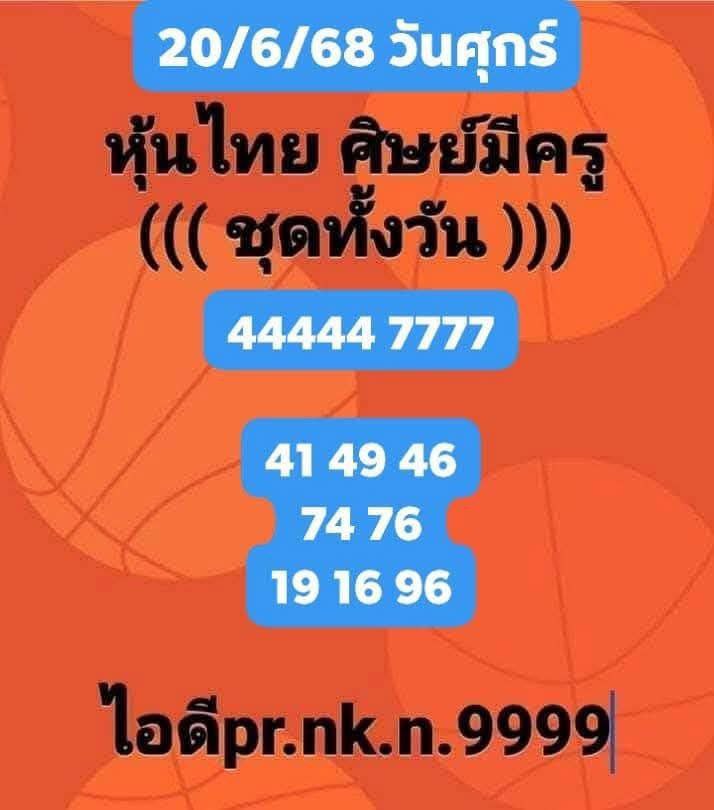 20/6/68 วันศุกร์
หุ้นไทย ศิษย์มีครู
((( ชุดทั้งวัน )))
44444 7777
41 49 46
74 76
19 16 96
ไอดีpr.nk.n.9999